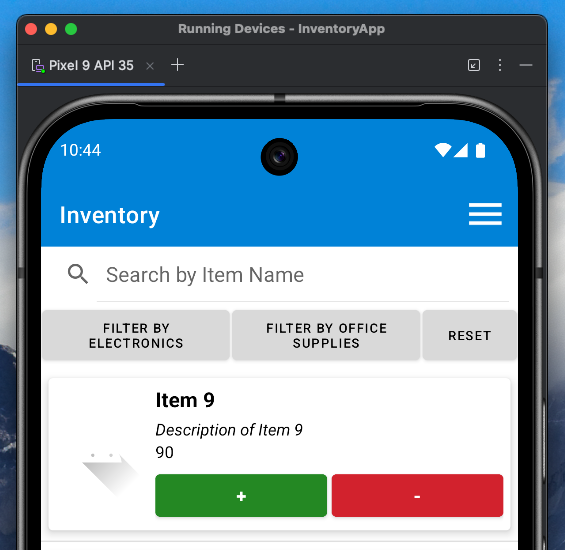 Running Devices - InventoryApp
Pixel 9 API 35
10:44
Inventory
Search by Item Name
FILTER BY
ELECTRONICS
FILTER BY OFFICE
SUPPLIES
RESET
Item 9
Description of Item 9
90
+
-